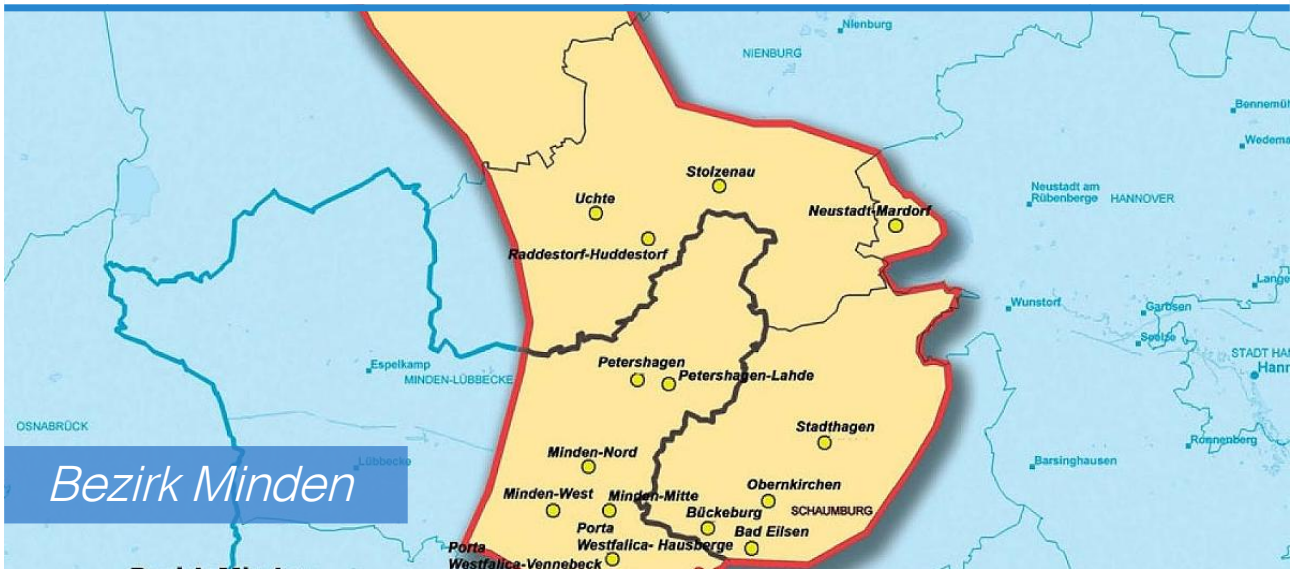 Nienburg
NIENBURG
Bennemüh
Wedema
Stolzenau
Neustadt am
Rübenberge
HANNOVER
Uchte
Neustadt-Mardorf
Raddestorf-Huddestorf
Lange
Wunstorf
Garbsen
Seelze
STADT HAN
Hann
Espelkamp
MINDEN-LÜBBECKE
Petershagen
Petershagen-Lahde
OSNABRÜCK
Stadthagen
Ronnenberg
Minden-Nord
Lübbecke
Barsinghausen
Bezirk Minden
Minden-West
Minden-Mitte
Obernkirchen
SCHAUMBURG
Bückeburg
Porta
Westfalica- Hausberge
Bad Eilsen
Porta
Westfalica-Vennebeck